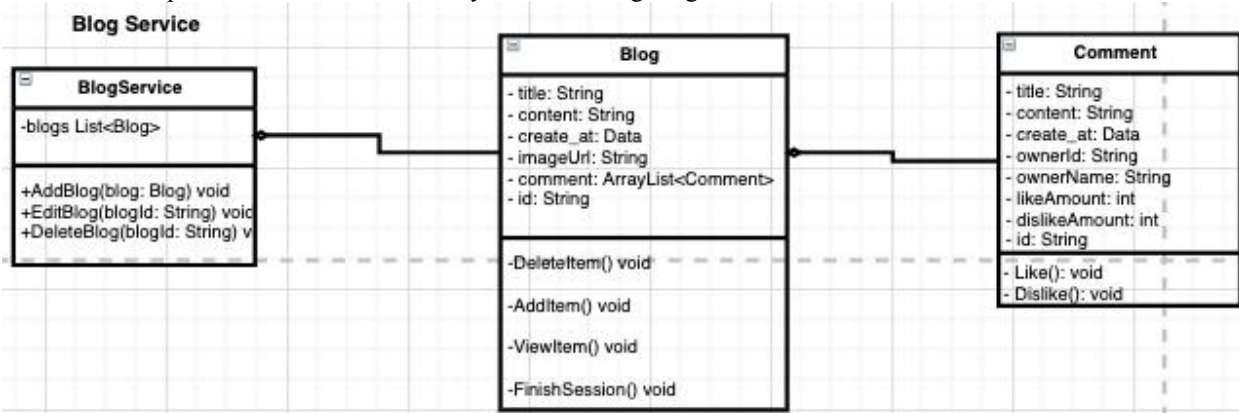 Blog Service
BlogService
-blogs List<Blog>
+AddBlog(blog: Blog) void
+EditBlog(blogId: String) void
+DeleteBlog(blogId: String) v
Blog
- title: String
- content: String
- create_at: Data
- imageUrl: String
- comment: ArrayList<Comment>
- id: String
-DeleteItem() void
-AddItem() void
-ViewItem() void
-FinishSession() void
Comment
- title: String
- content: String
- create_at: Data
- ownerId: String
- ownerName: String
- likeAmount: int
- dislikeAmount: int
- id: String
- Like(): void
- Dislike(): void